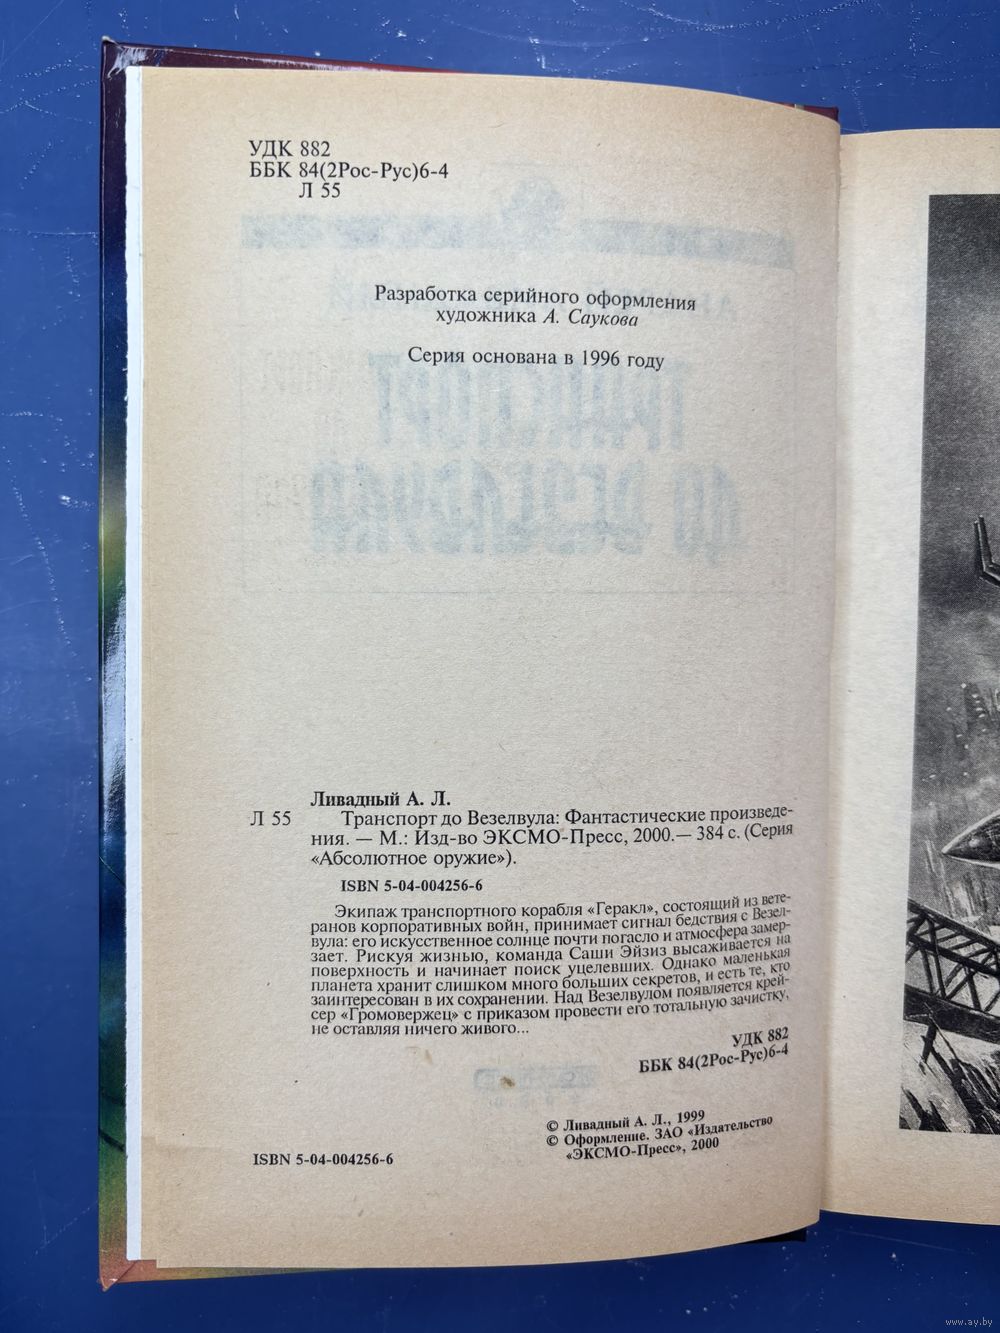 УДК 882
ББК 84(2Рос-Рус)6-4
Л 55
Разработка серийного оформления
художника А. Саукова
Серия основана в 1996 году
Ливадный А. Л.
Л 55 Транспорт до Везелвула: Фантастические произведе-
ния. — М.: Изд-во ЭКСМО-Пресс, 2000.— 384 с. (Серия
«Абсолютное оружие»).
ISBN 5-04-004256-6
Экипаж транспортного корабля «Геракл», состоящий из вете-
ранов корпоративных войн, принимает сигнал бедствия с Везел-
вула: его искусственное солнце почти погасло и атмосфера замер-
зает. Рискуя жизнью, команда Саши Эйзиз высаживается на
поверхность и начинает поиск уцелевших. Однако маленькая
планета хранит слишком много больших секретов, и есть те, кто
заинтересован в их сохранении. Над Везелвулом появляется крей-
сер «Громовержец» с приказом провести его тотальную зачистку,
не оставляя ничего живого...
УДК 882
ББК 84(2Рос-Рус)6-4
© Ливадный А. Л., 1999
© Оформление. ЗАО «Издательство
«ЭКСМО-Пресс», 2000
ISBN 5-04-004256-6
www.ay.by